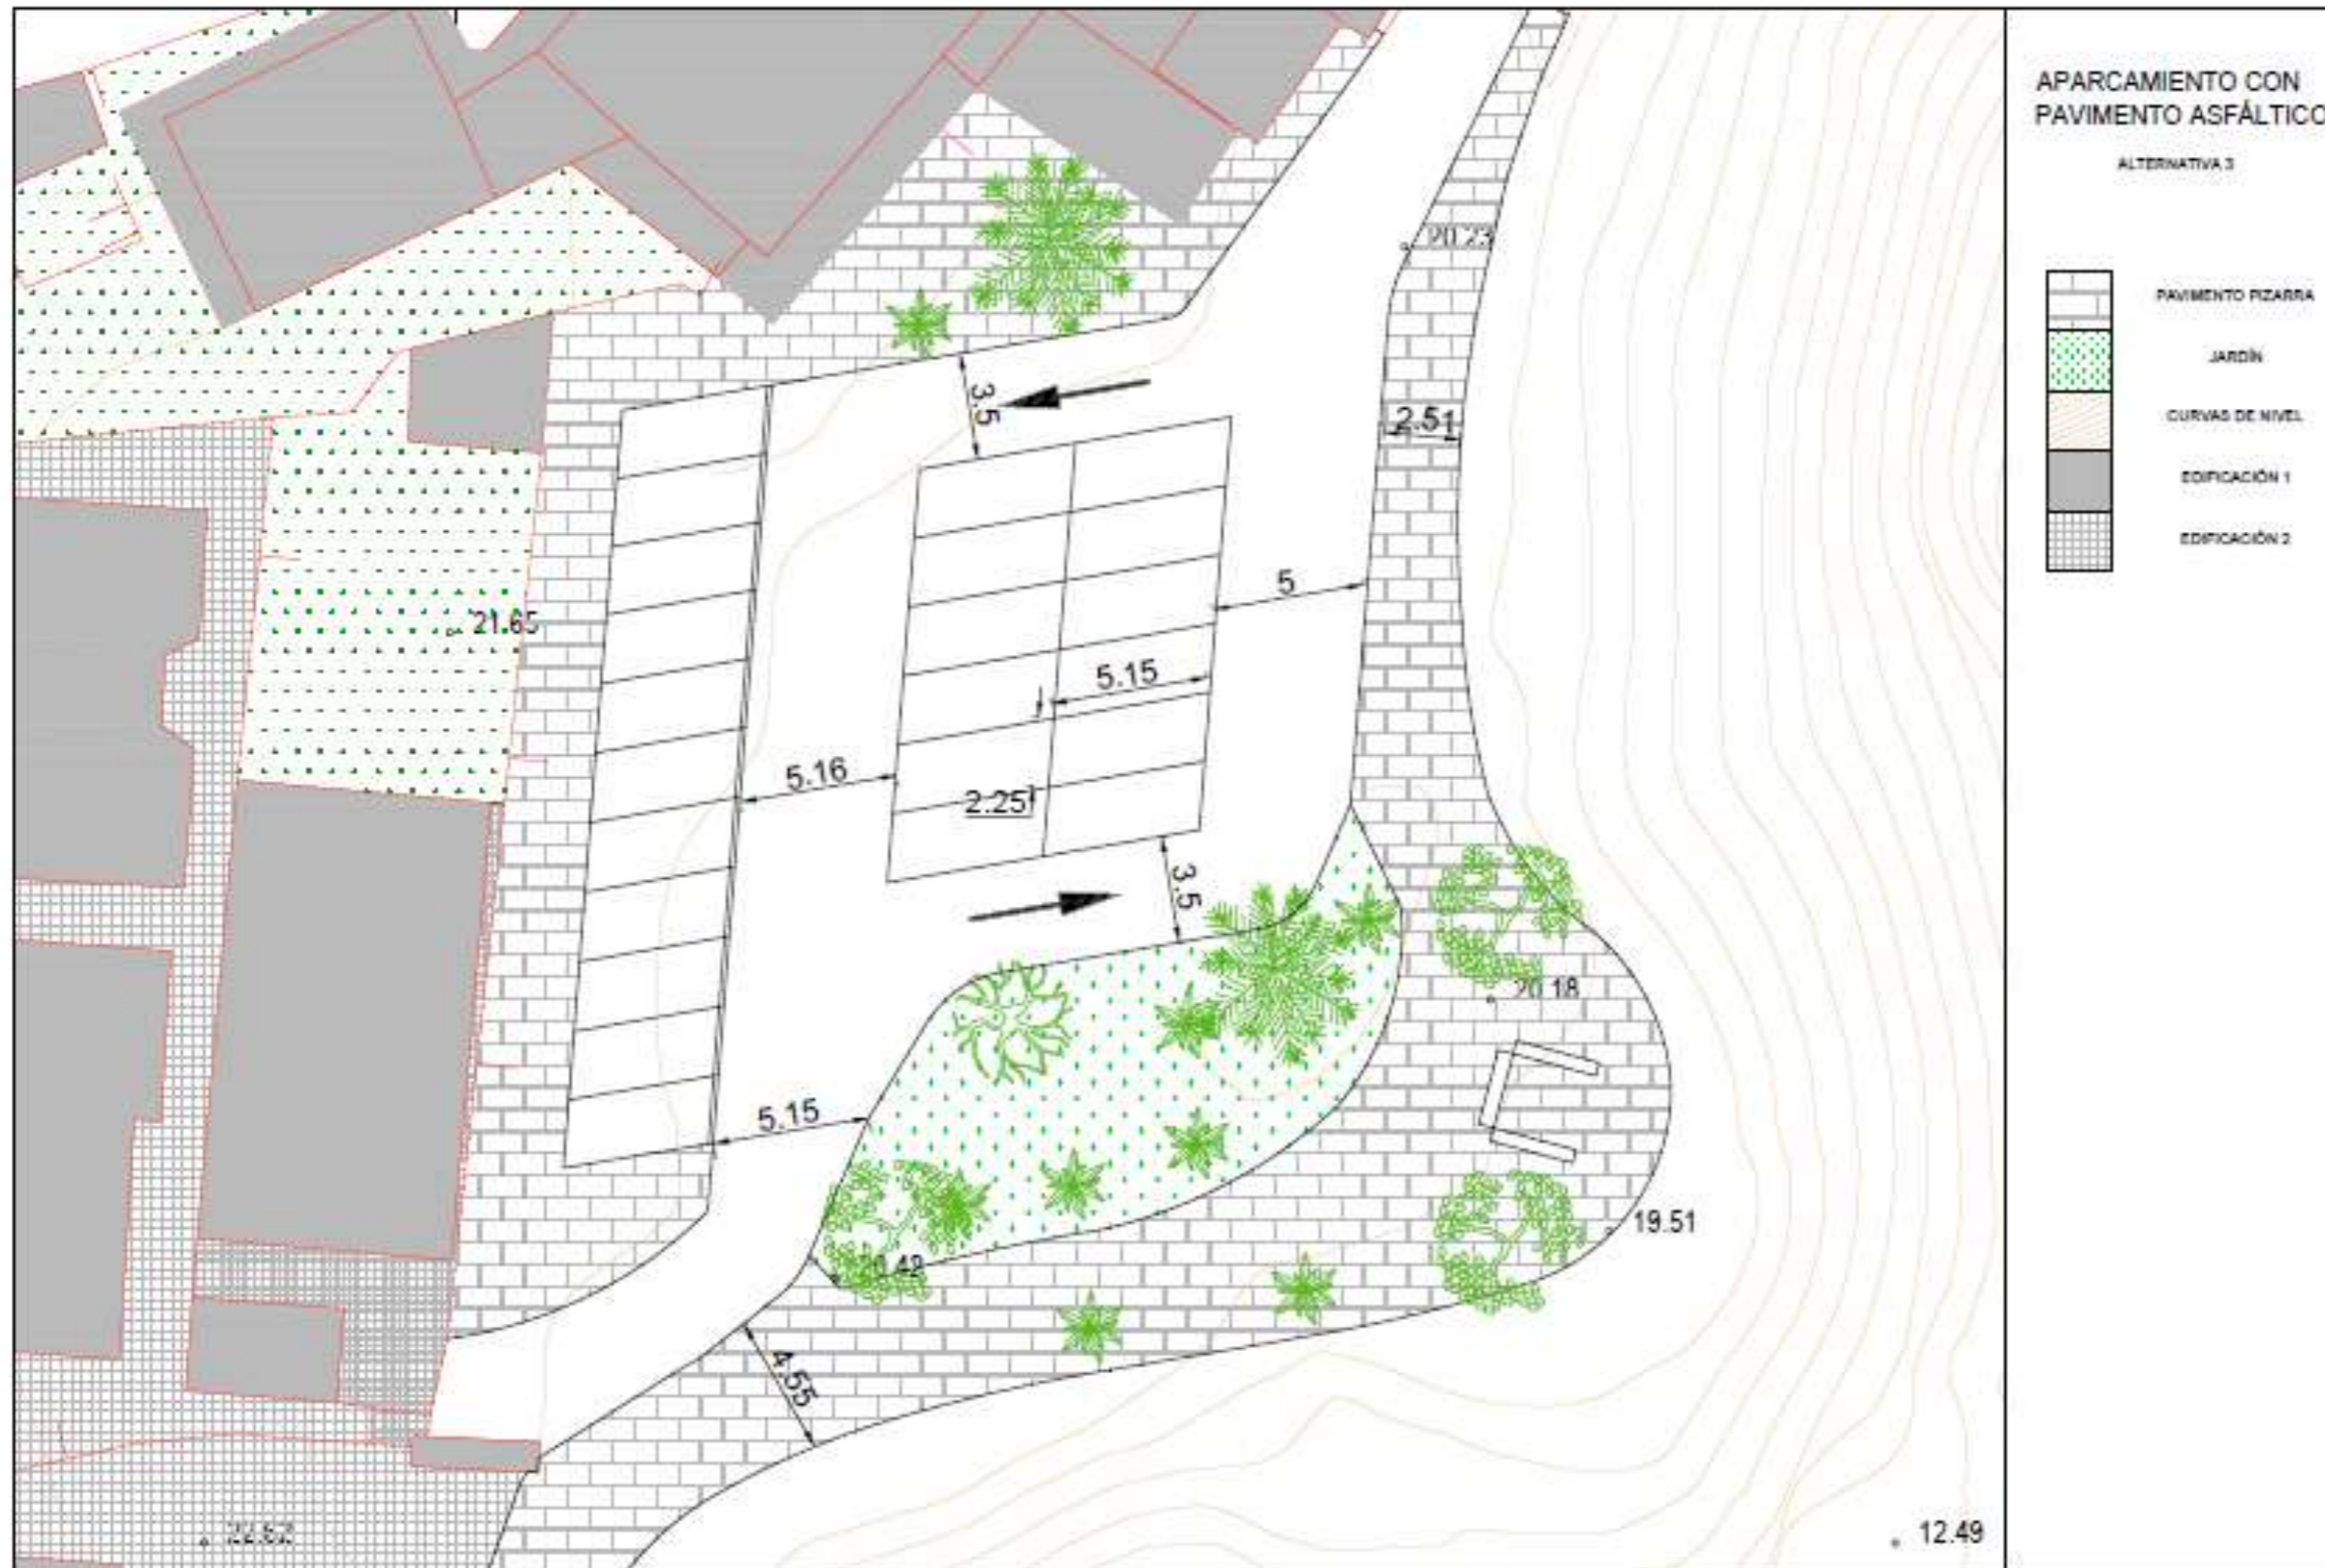 APARCAMIENTO CON
PAVIMENTO ASFÁLTICO
ALTERNATIVA 3
PAVIMENTO PIZARRA
JARDÍN
CURVAS DE NIVEL
EDIFICACIÓN 1
EDIFICACIÓN 2
20.23
3.5
2.51
5
21.65
5.15
5.16
2.25
3.5
20.18
5.15
19.51
4.55
22.62
12.49